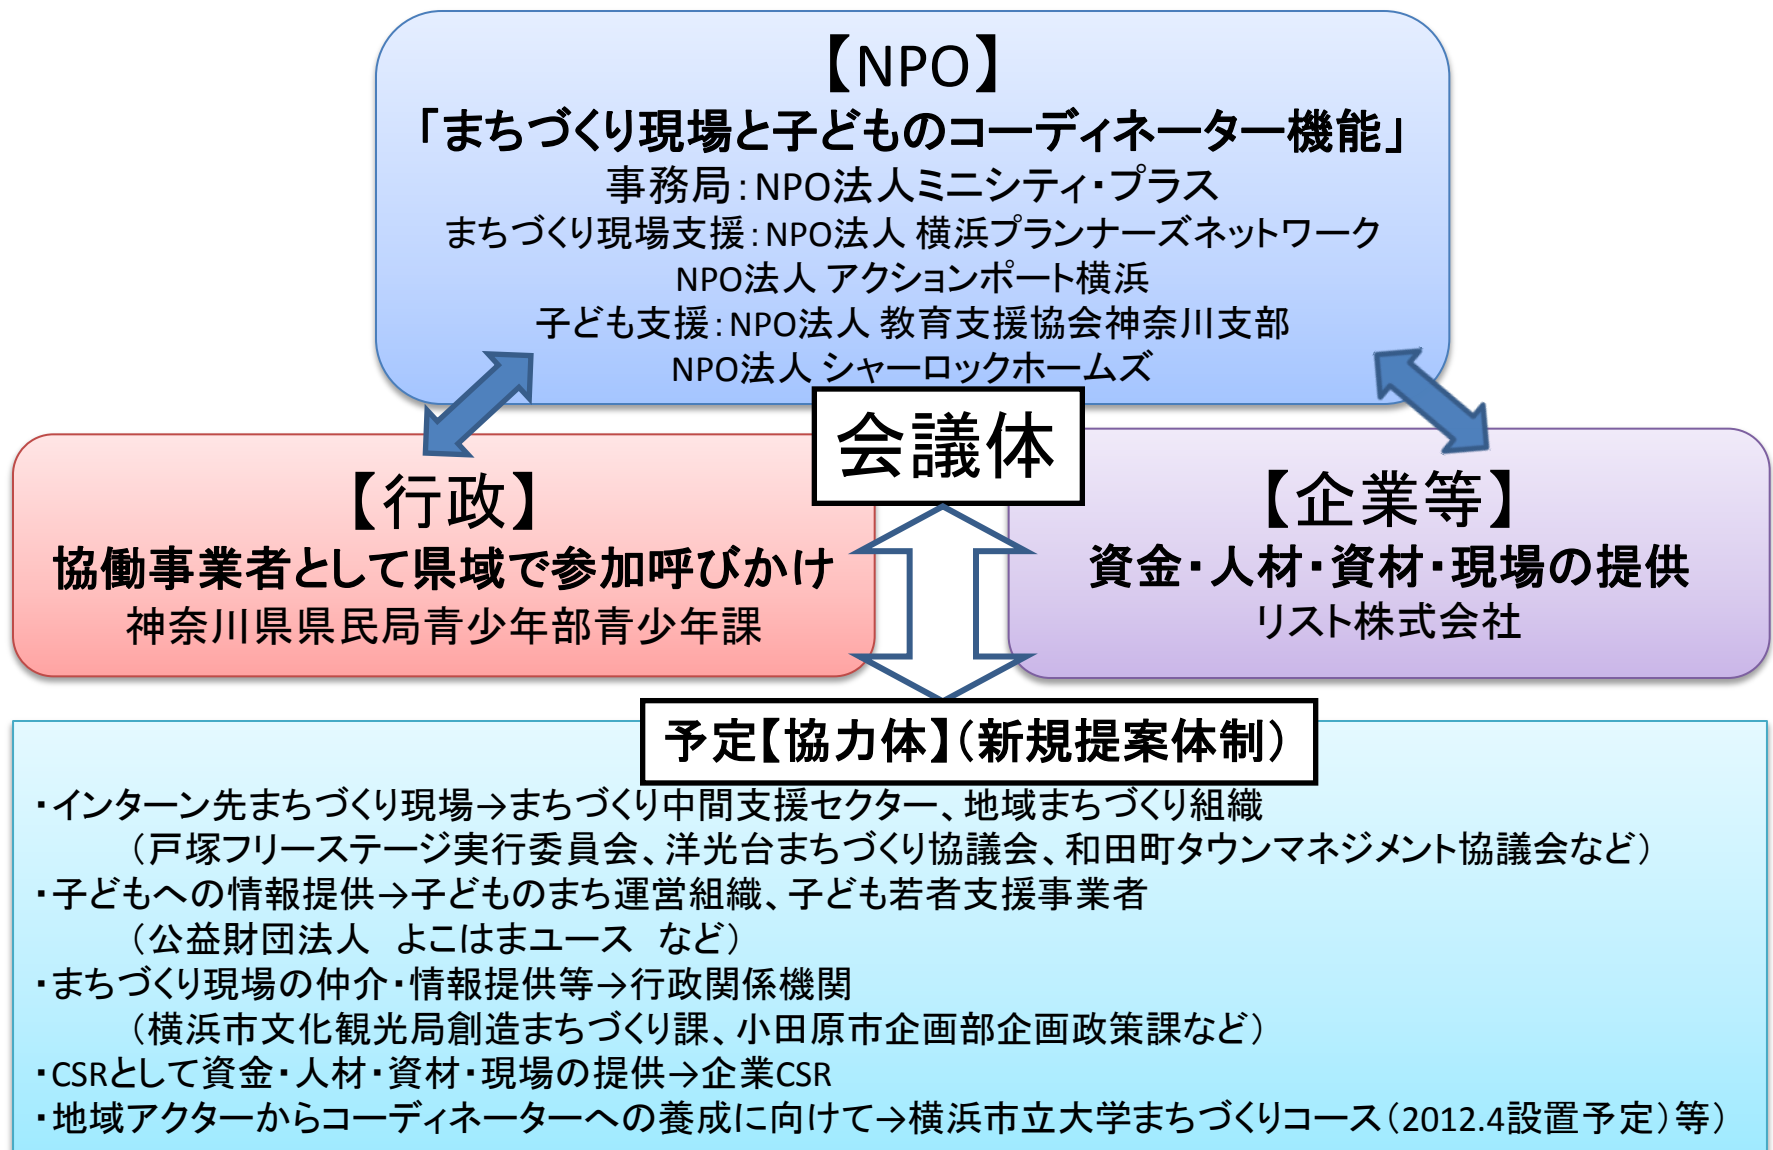 【NPO】
「まちづくり現場と子どものコーディネーター機能」
事務局：NPO法人ミニシティ・プラス
まちづくり現場支援：NPO法人 横浜プランナーズネットワーク
NPO法人 アクションポート横浜
子ども支援：NPO法人 教育支援協会神奈川支部
NPO法人 シャーロックホームズ
会議体
【行政】
協働事業者として県域で参加呼びかけ
神奈川県県民局青少年部青少年課
【企業等】
資金・人材・資材・現場の提供
リスト株式会社
予定【協力体】（新規提案体制）
・インターン先まちづくり現場→まちづくり中間支援セクター、地域まちづくり組織
（戸塚フリーステージ実行委員会、洋光台まちづくり協議会、和田町タウンマネジメント協議会など）
・子どもへの情報提供→子どものまち運営組織、子ども若者支援事業者
（公益財団法人　よこはまユース　など）
・まちづくり現場の仲介・情報提供等→行政関係機関
（横浜市文化観光局創造まちづくり課、小田原市企画部企画政策課など）
・CSRとして資金・人材・資材・現場の提供→企業CSR
・地域アクターからコーディネーターへの養成に向けて→横浜市立大学まちづくりコース（2012.4設置予定）等）